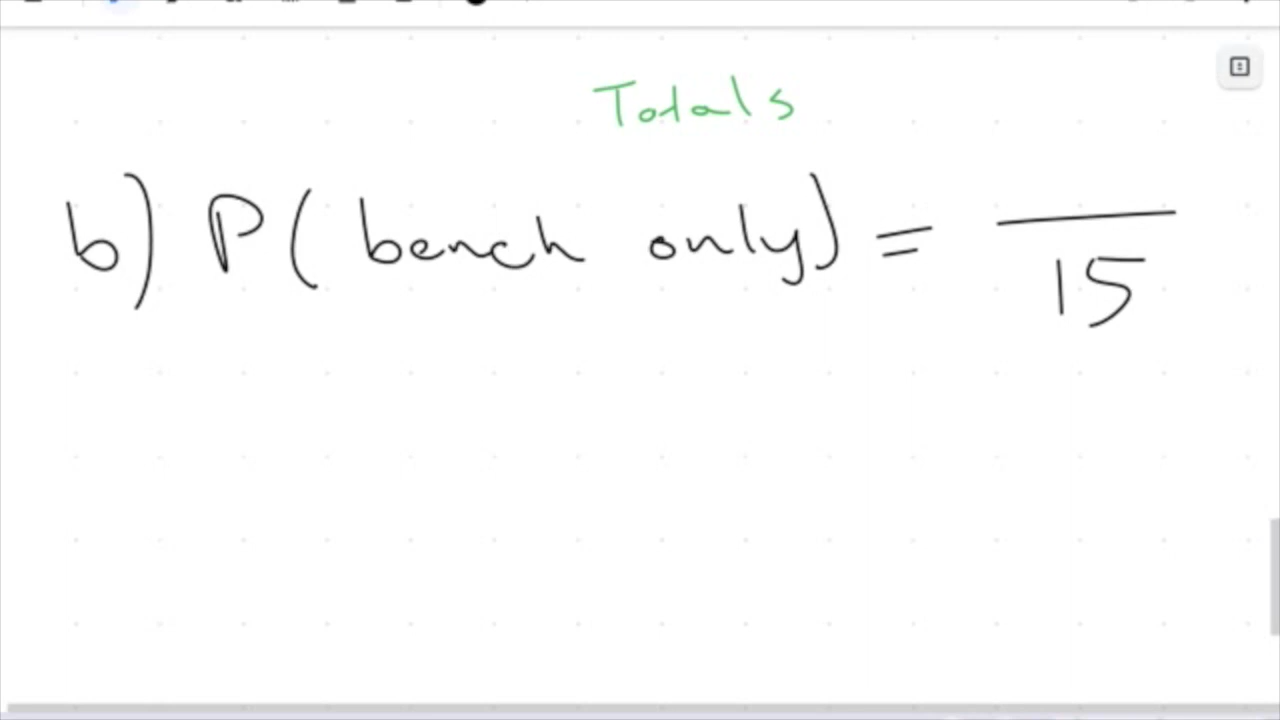 Totals
b) P( bench only) = —
15